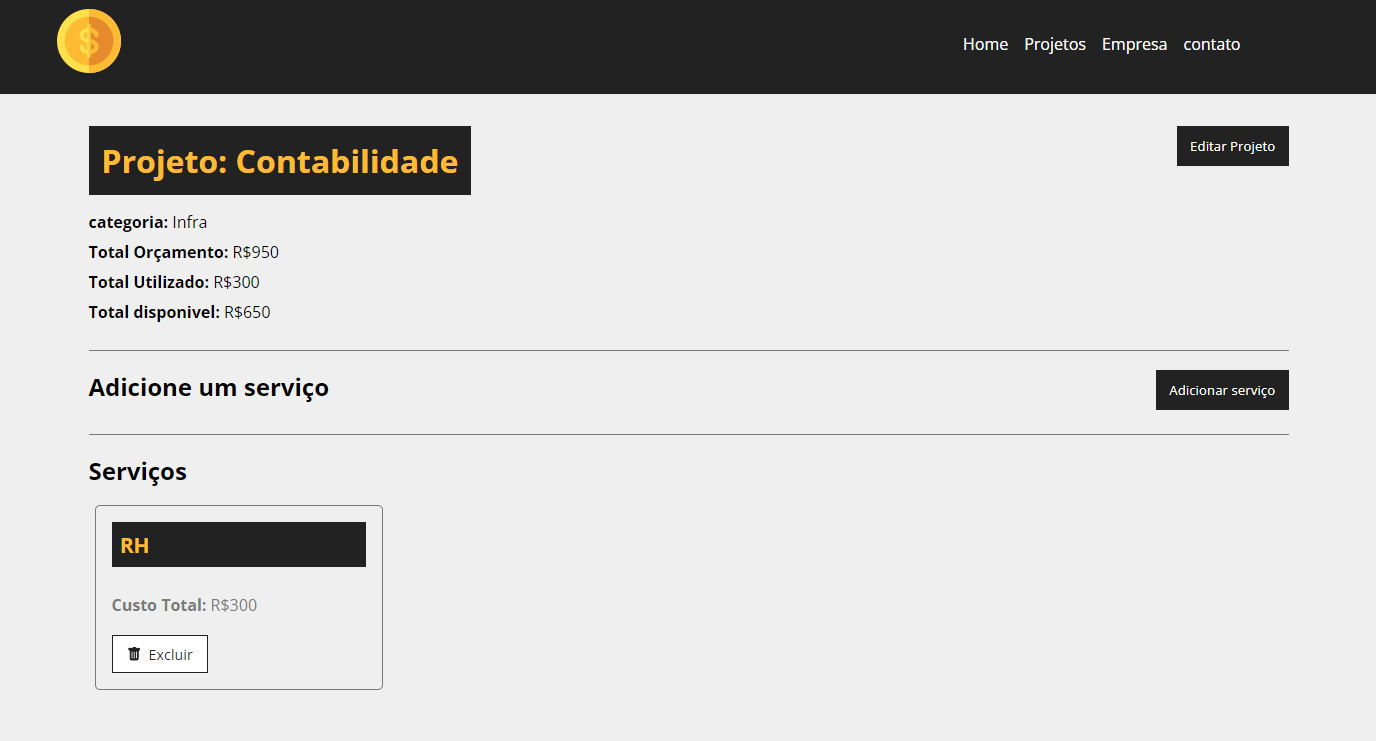 $
Home Projetos Empresa contato
Projeto: Contabilidade
Editar Projeto
categoria: Infra
Total Orçamento: R$950
Total Utilizado: R$300
Total disponivel: R$650
Adicione um serviço
Adicionar serviço
Serviços
RH
Custo Total: R$300
Excluir